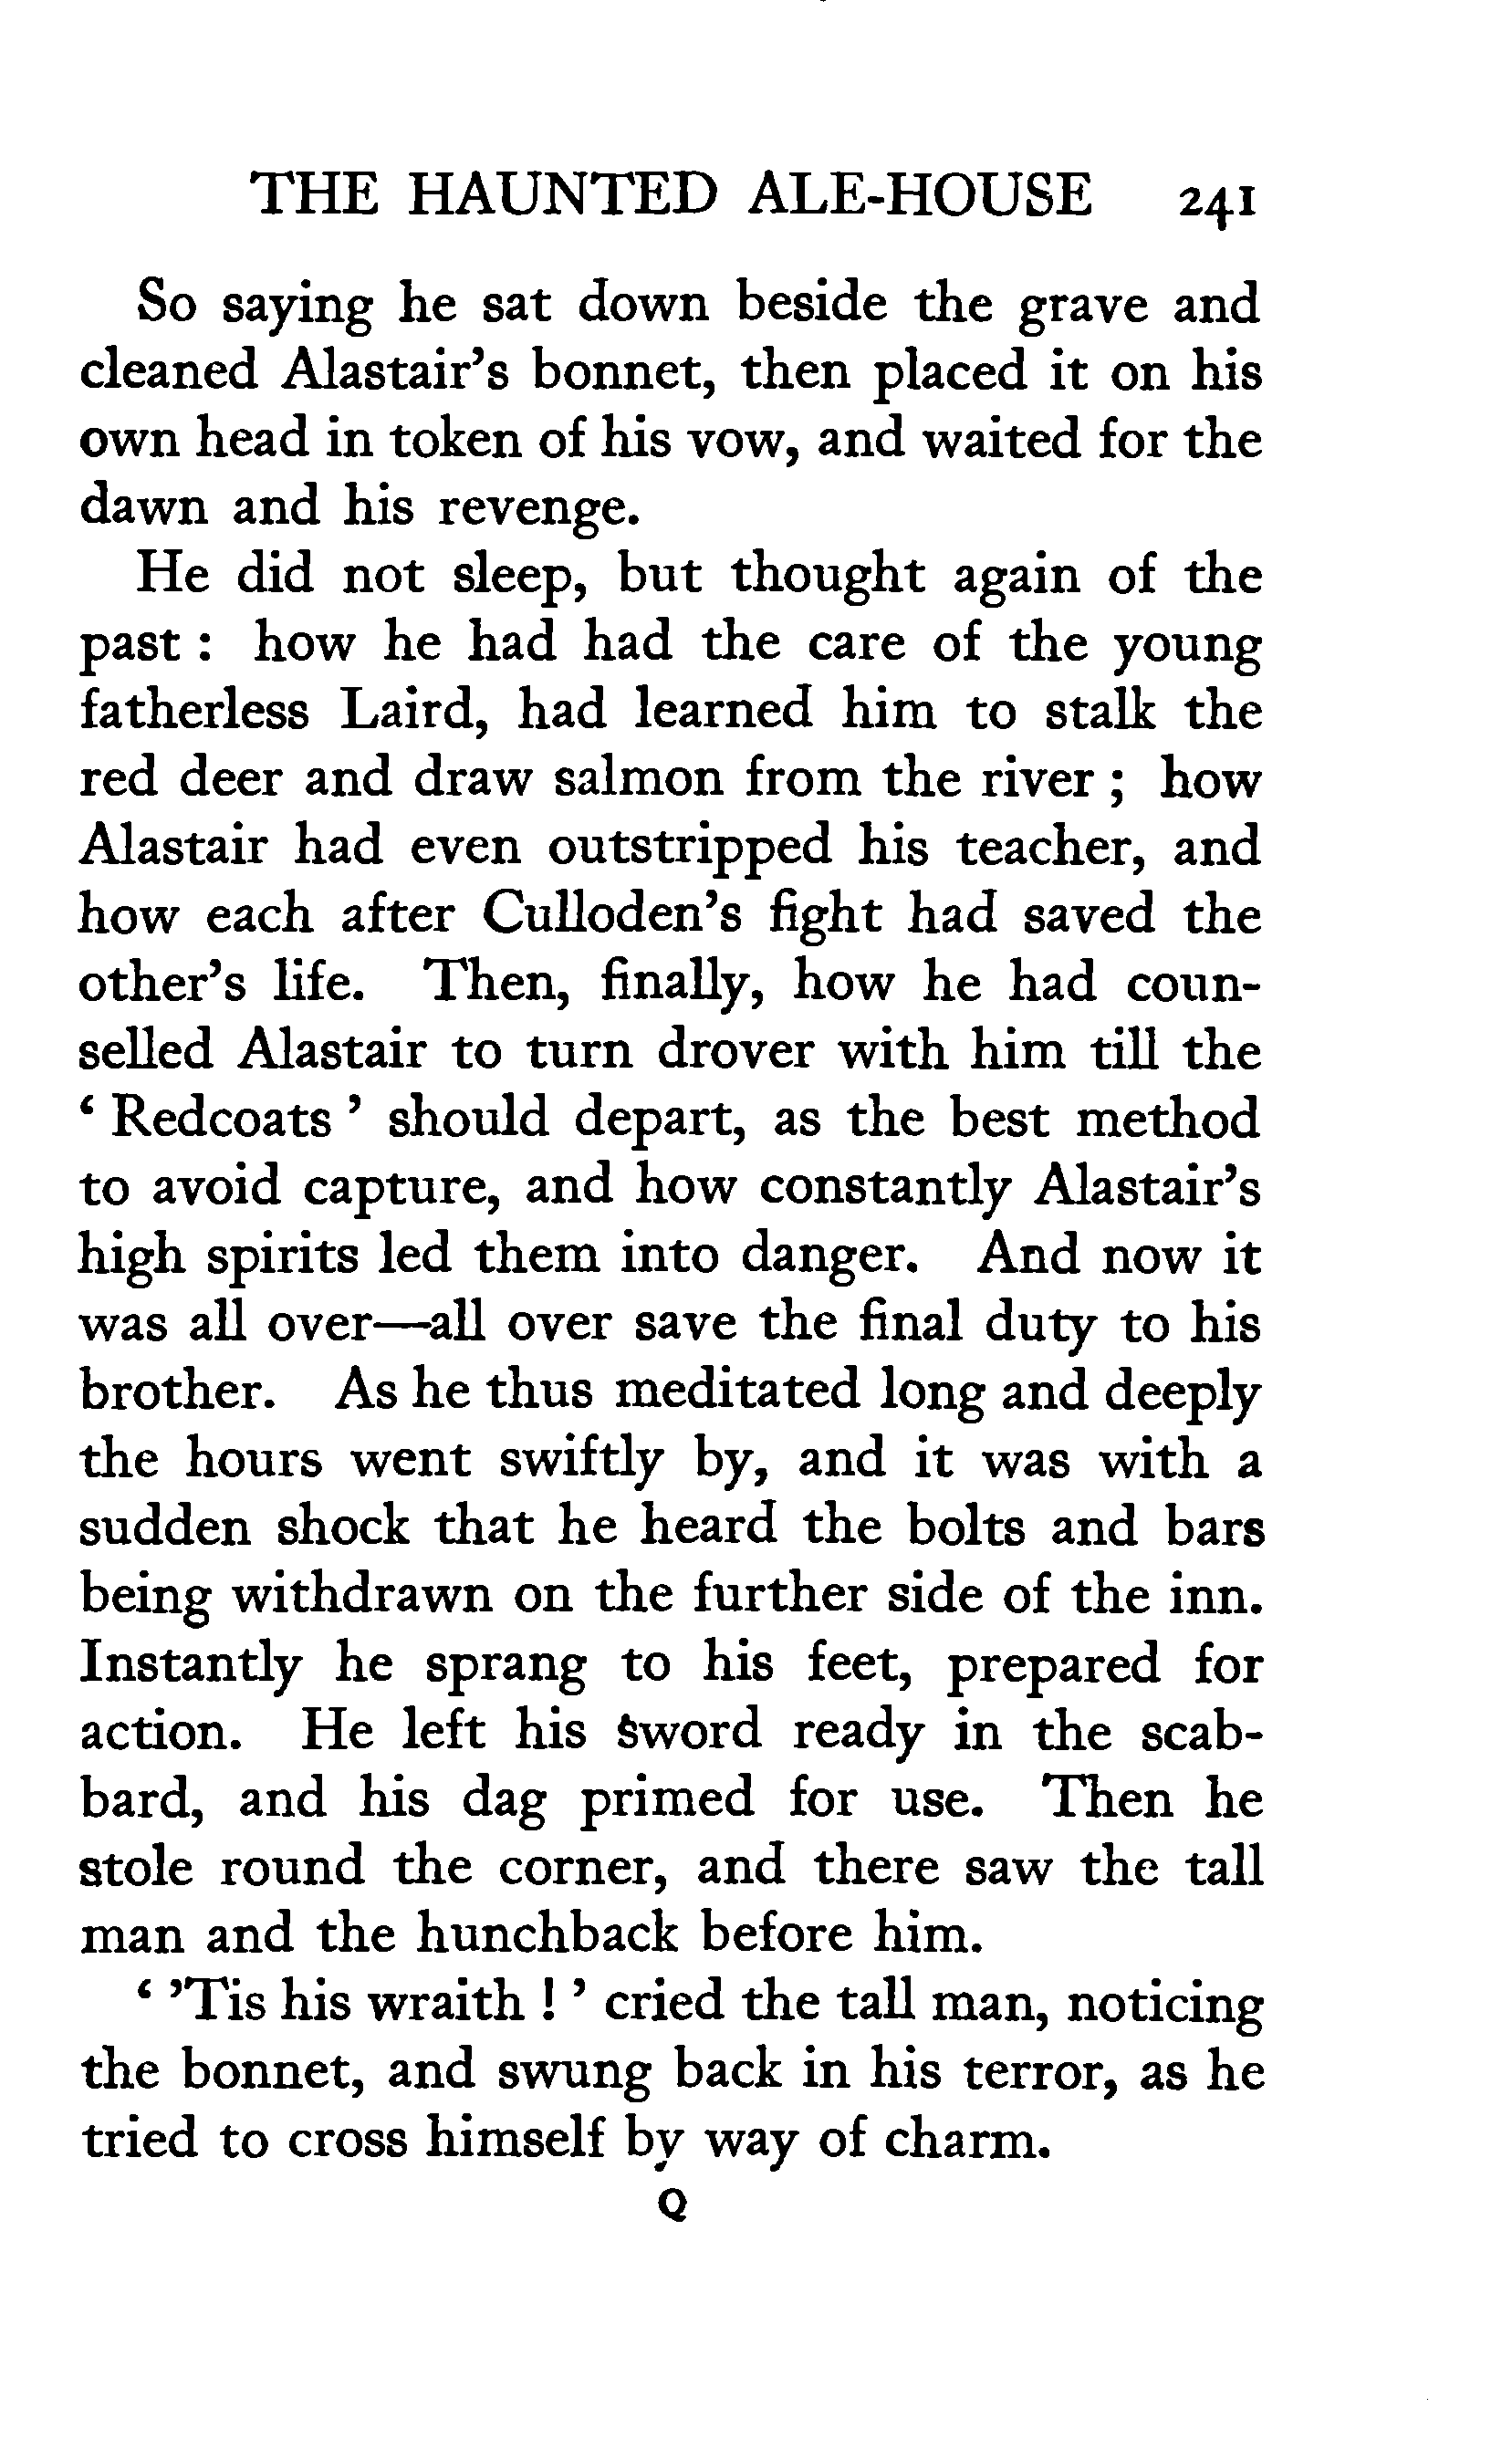 THE HAUNTED ALE-HOUSE 241
So saying he sat down beside the grave and
cleaned Alastair's bonnet, then placed it on his
own head in token of his vow, and waited for the
dawn and his revenge.
He did not sleep, but thought again of the
past : how he had had the care of the young
fatherless Laird, had learned him to stalk the
red deer and draw salmon from the river ; how
Alastair had even outstripped his teacher, and
how each after Culloden's fight had saved the
other's life. Then, finally, how he had coun-
selled Alastair to turn drover with him till the
‘ Redcoats ’ should depart, as the best method
to avoid capture, and how constantly Alastair's
high spirits led them into danger. And now it
was all over—all over save the final duty to his
brother. As he thus meditated long and deeply
the hours went swiftly by, and it was with a
sudden shock that he heard the bolts and bars
being withdrawn on the further side of the inn.
Instantly he sprang to his feet, prepared for
action. He left his sword ready in the scab-
bard, and his dag primed for use. Then he
stole round the corner, and there saw the tall
man and the hunchback before him.
‘ ’Tis his wraith ! ’ cried the tall man, noticing
the bonnet, and swung back in his terror, as he
tried to cross himself by way of charm.
Q